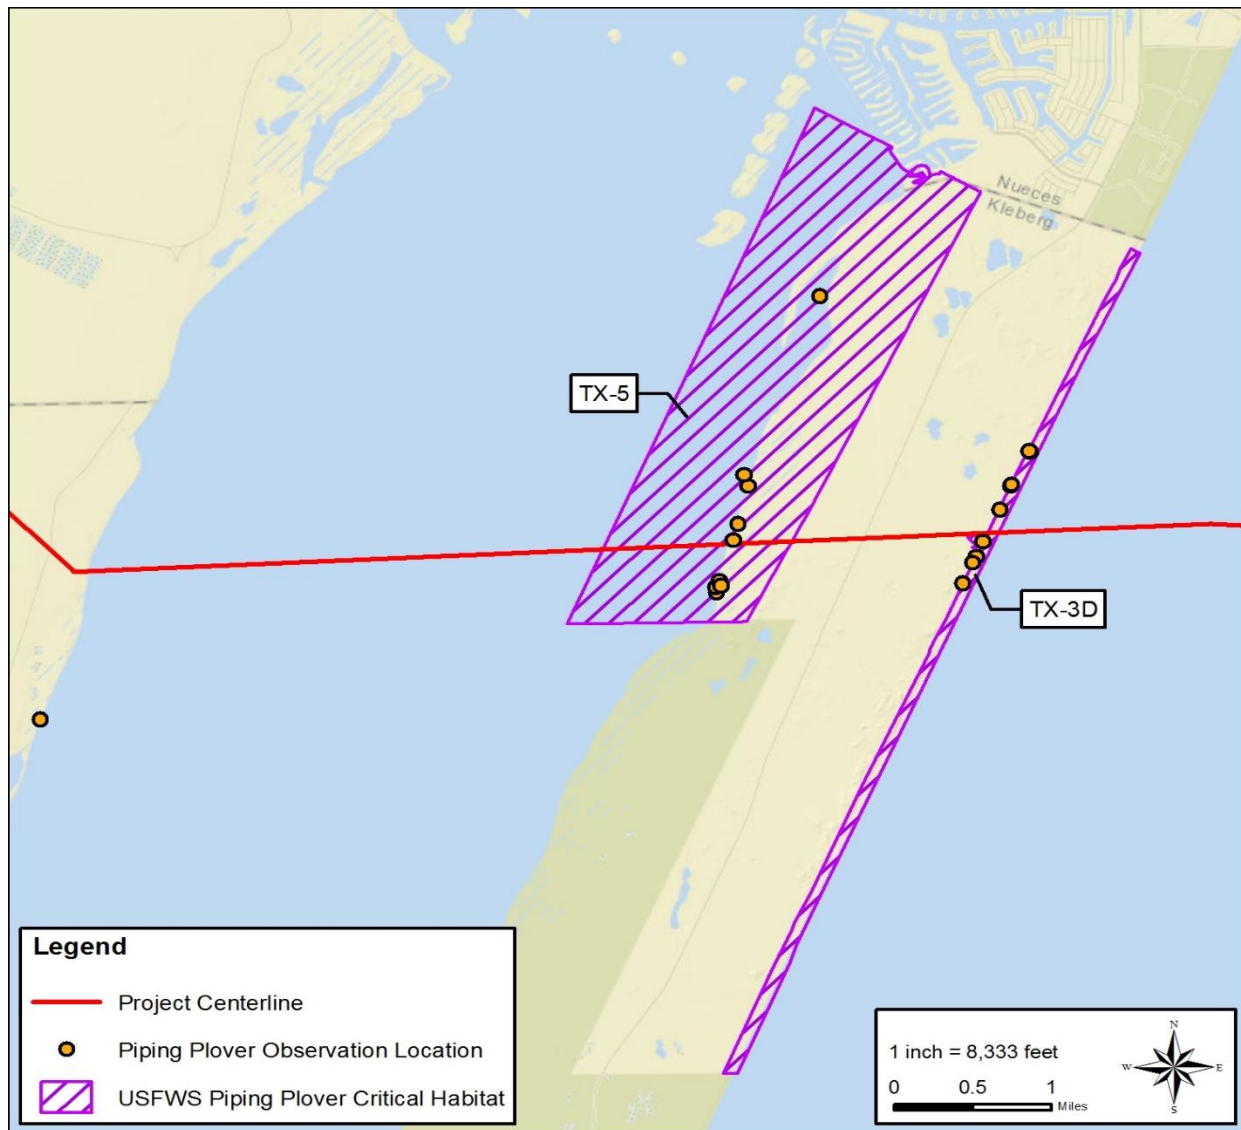 Nueces
Kleberg
TX-5
TX-3D
Legend
Project Centerline
Piping Plover Observation Location
USFWS Piping Plover Critical Habitat
1 inch = 8,333 feet
0 0.5 1
Miles
N
W E
S